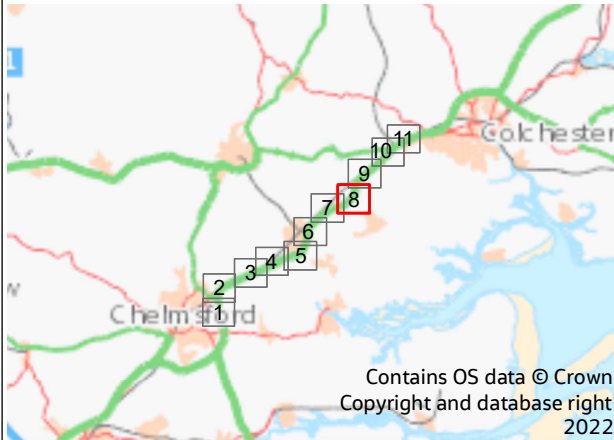 1
Colchester
11
10
9
8
7
6
5
4
3
2
1
w
Chelmsford
Contains OS data © Crown
Copyright and database right
2022